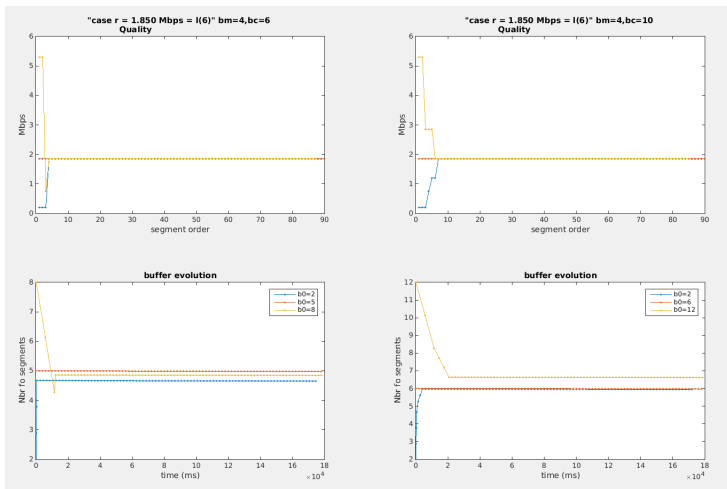 "case r = 1.850 Mbps = l(6)" bm=4,bc=6
Quality
6
5
4
3
2
1
0
Mbps
0 10 20 30 40 50 60 70 80 90
segment order
"case r = 1.850 Mbps = l(6)" bm=4,bc=10
Quality
6
5
4
3
2
1
0
Mbps
0 10 20 30 40 50 60 70 80 90
segment order
buffer evolution
8
7
6
5
4
3
2
Nbr fo segments
b0=2
b0=5
b0=8
0 2 4 6 8 10 12 14 16 18
time (ms)
×10⁴
buffer evolution
12
11
10
9
8
7
6
5
4
3
2
Nbr fo segments
b0=2
b0=6
b0=12
0 2 4 6 8 10 12 14 16 18
time (ms)
×10⁴